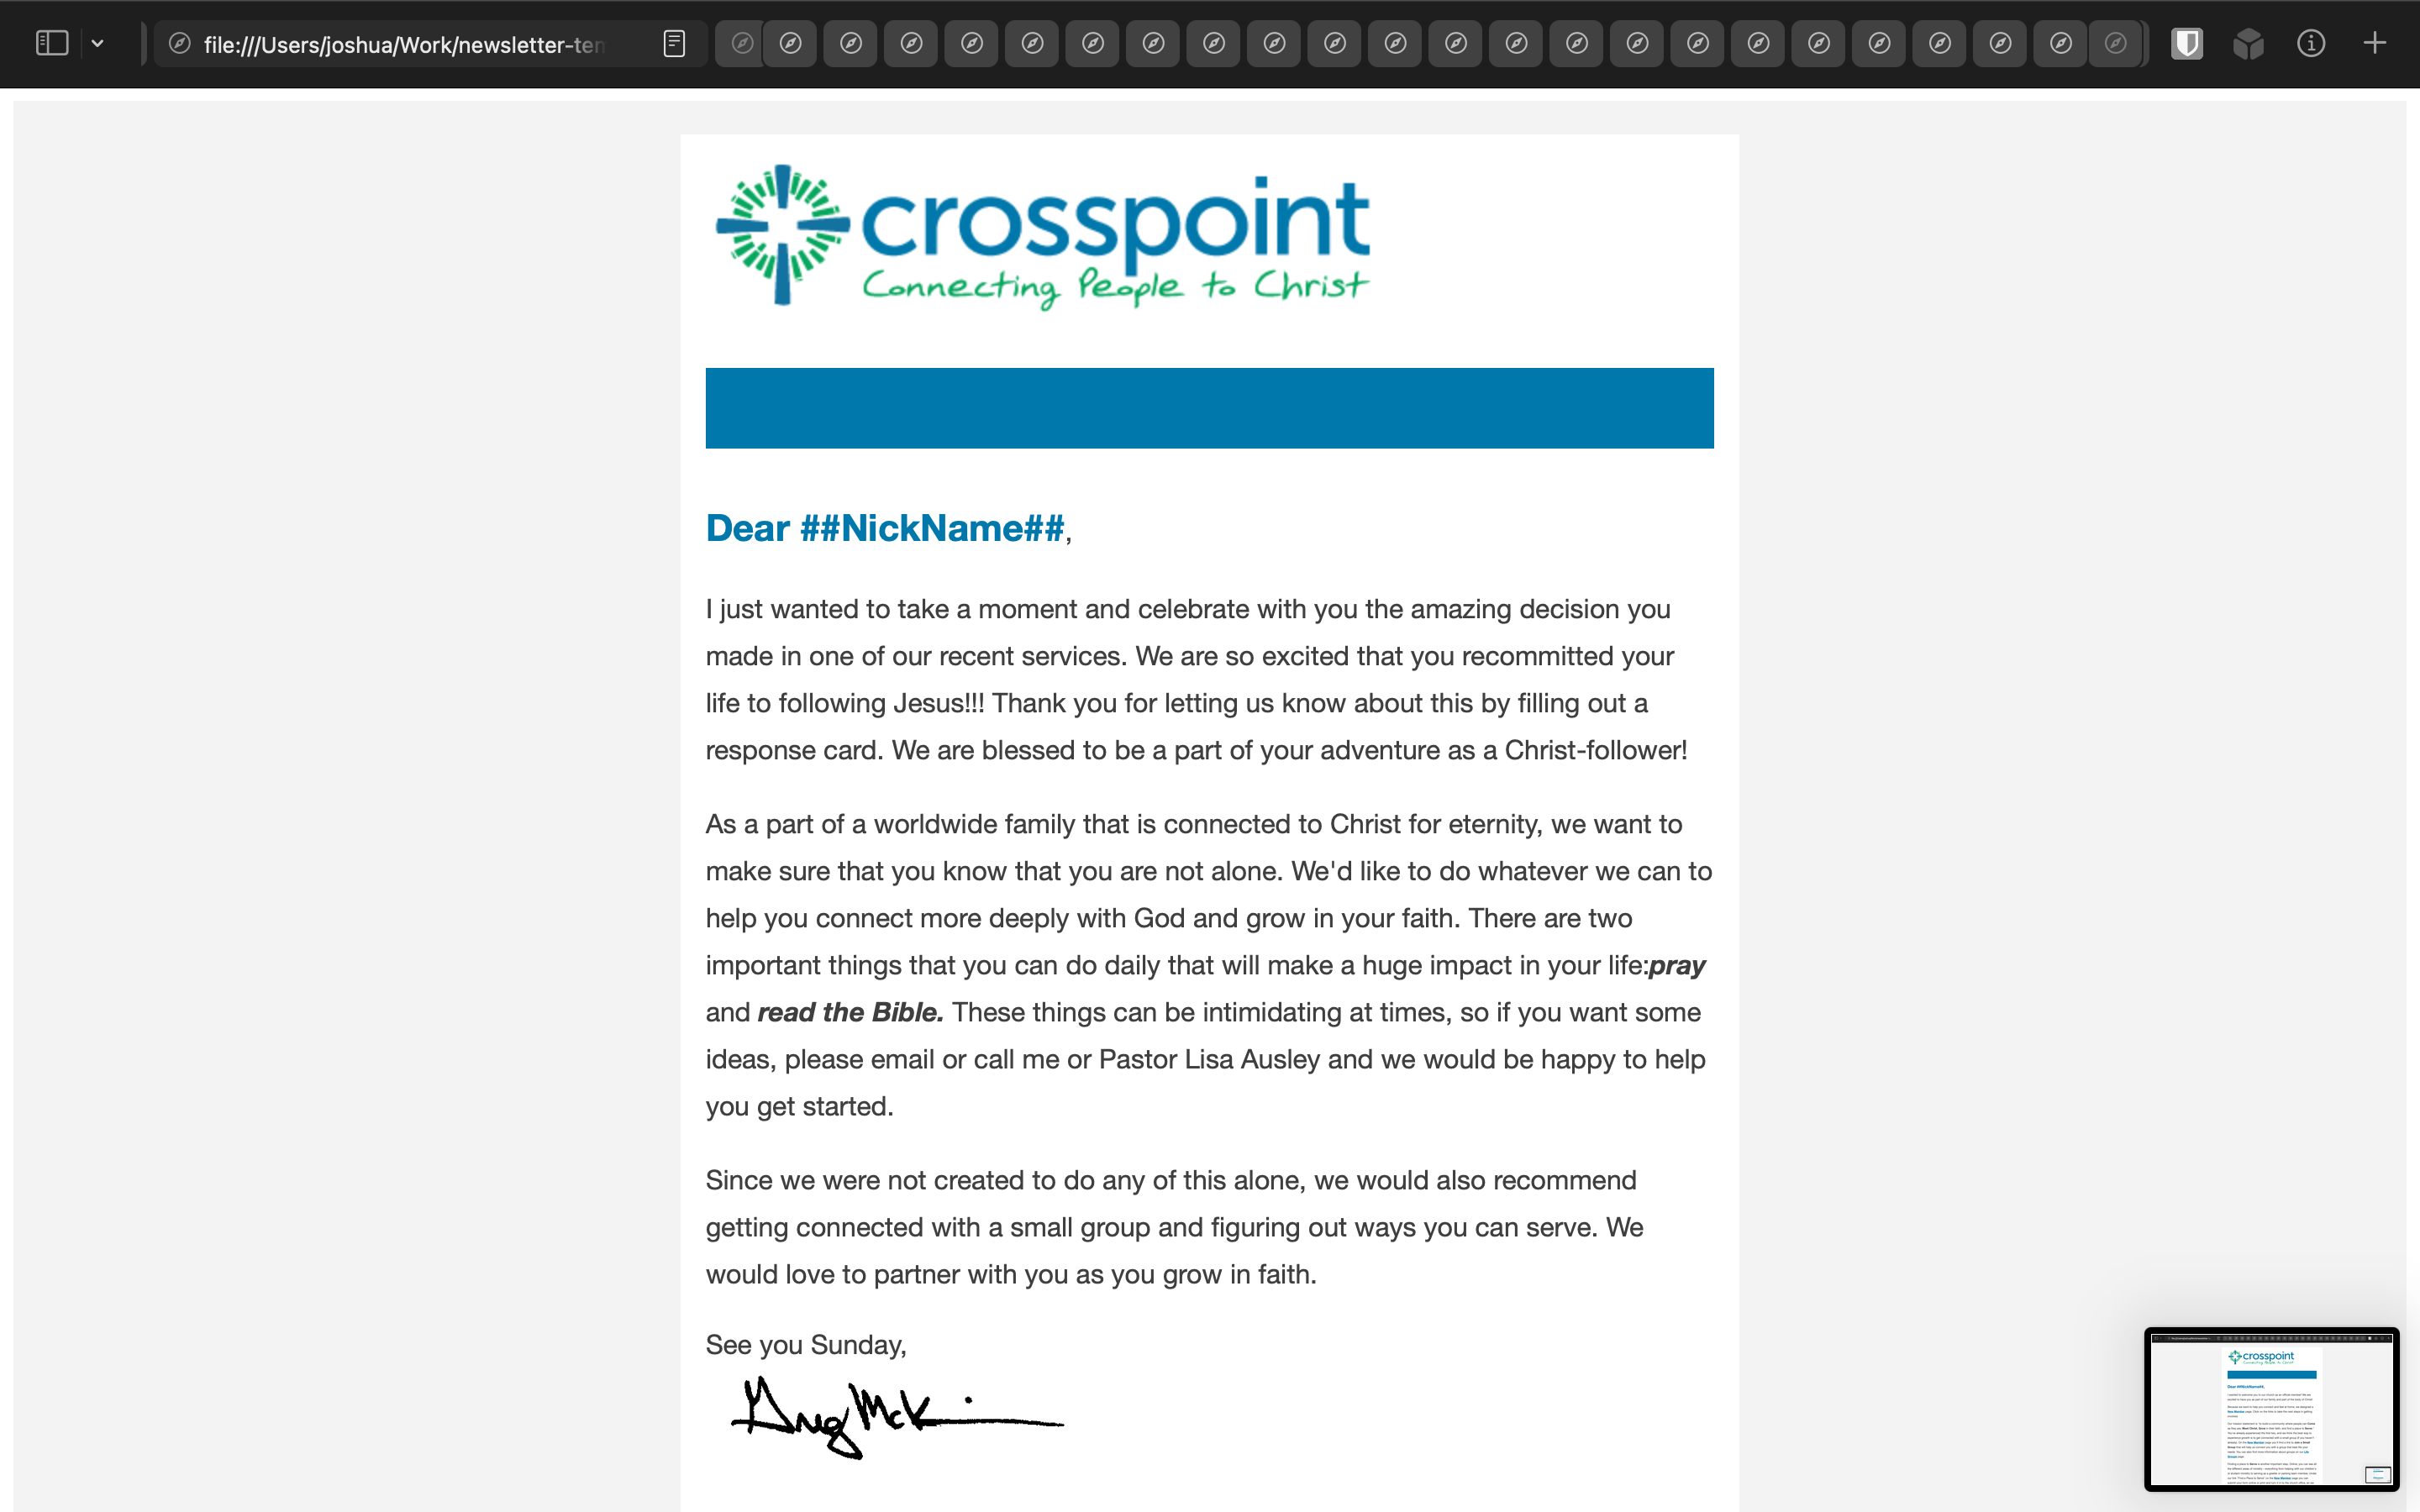 file:///Users/joshua/Work/newsletter-ten
crosspoint
Connecting People to Christ
Dear ##NickName##,
I just wanted to take a moment and celebrate with you the amazing decision you
made in one of our recent services. We are so excited that you recommitted your
life to following Jesus!!! Thank you for letting us know about this by filling out a
response card. We are blessed to be a part of your adventure as a Christ-follower!
As a part of a worldwide family that is connected to Christ for eternity, we want to
make sure that you know that you are not alone. We'd like to do whatever we can to
help you connect more deeply with God and grow in your faith. There are two
important things that you can do daily that will make a huge impact in your life:pray
and read the Bible. These things can be intimidating at times, so if you want some
ideas, please email or call me or Pastor Lisa Ausley and we would be happy to help
you get started.
Since we were not created to do any of this alone, we would also recommend
getting connected with a small group and figuring out ways you can serve. We
would love to partner with you as you grow in faith.
See you Sunday,
crosspoint
Connecting People to Christ